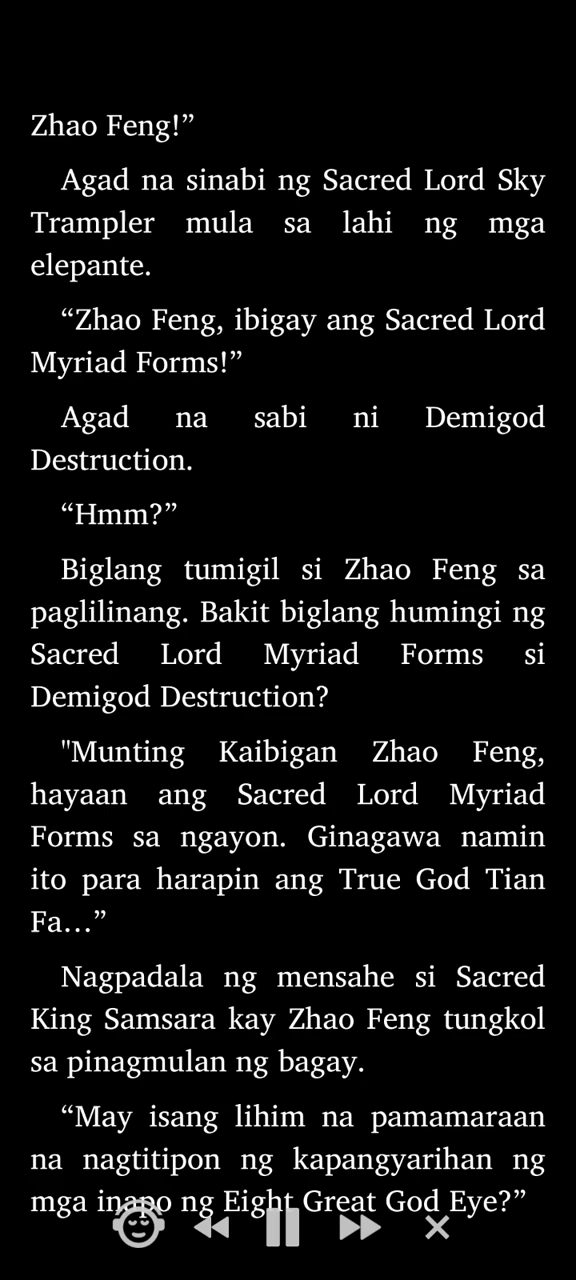 Zhao Feng!”
Agad na sinabi ng Sacred Lord Sky
Trampler mula sa lahi ng mga
elepante.
“Zhao Feng, ibigay ang Sacred Lord
Myriad Forms!”
Agad na sabi ni Demigod
Destruction.
“Hmm?”
Biglang tumigil si Zhao Feng sa
paglilinang. Bakit biglang humingi ng
Sacred Lord Myriad Forms si
Demigod Destruction?
"Munting Kaibigan Zhao Feng,
hayaan ang Sacred Lord Myriad
Forms sa ngayon. Ginagawa namin
ito para harapin ang True God Tian
Fa…”
Nagpadala ng mensahe si Sacred
King Samsara kay Zhao Feng tungkol
sa pinagmulan ng bagay.
“May isang lihim na pamamaraan
na nagtitipon ng kapangyarihan ng
mga inapo ng Eight Great God Eye?”